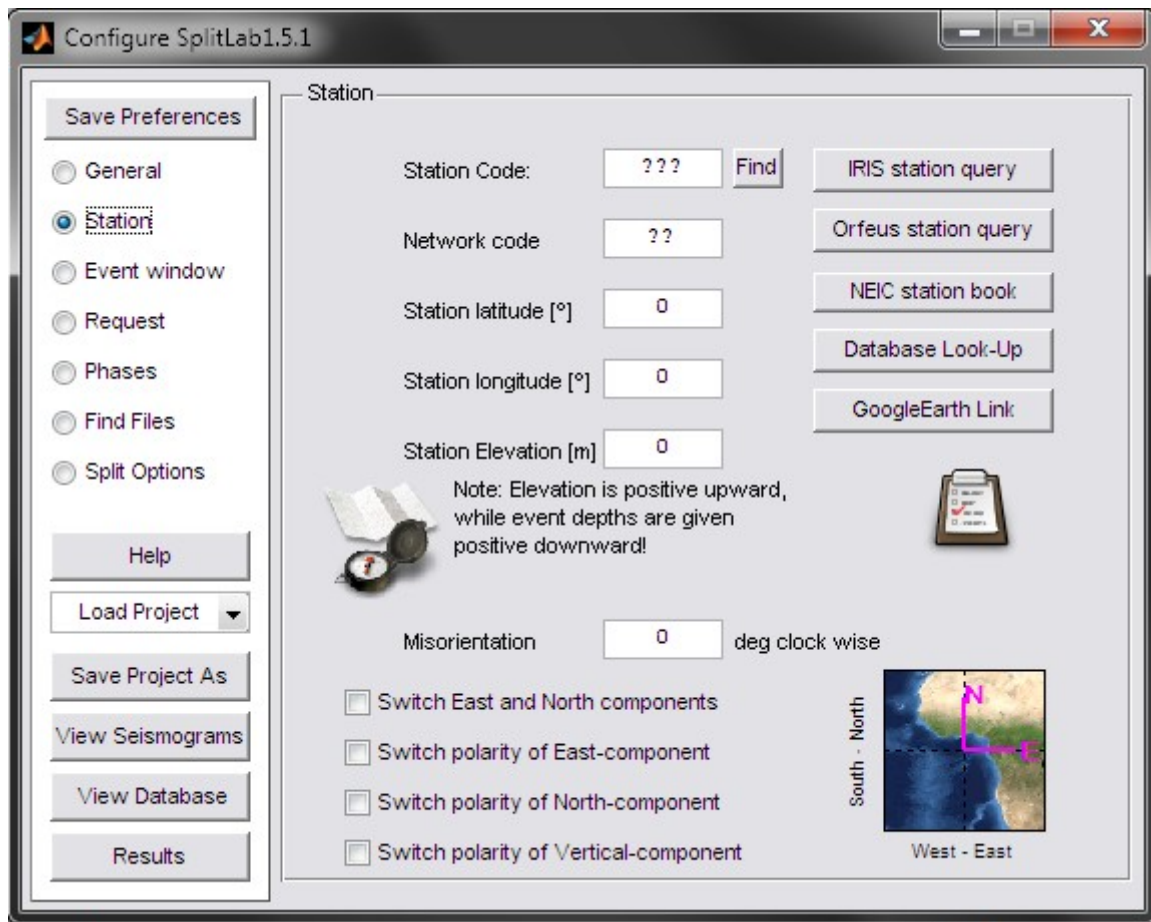 Configure SplitLab1.5.1
Save Preferences
General
Station
Event window
Request
Phases
Find Files
Split Options
Help
Load Project
Save Project As
View Seismograms
View Database
Results
Station
Station Code:
???
Find
IRIS station query
Network code
??
Orfeus station query
Station latitude [°]
0
NEIC station book
Station longitude [°]
0
Database Look-Up
GoogleEarth Link
Station Elevation [m]
0
Note: Elevation is positive upward,
while event depths are given
positive downward!
Misorientation
0
deg clock wise
Switch East and North components
Switch polarity of East-component
Switch polarity of North-component
Switch polarity of Vertical-component
South - North
N
E
West - East